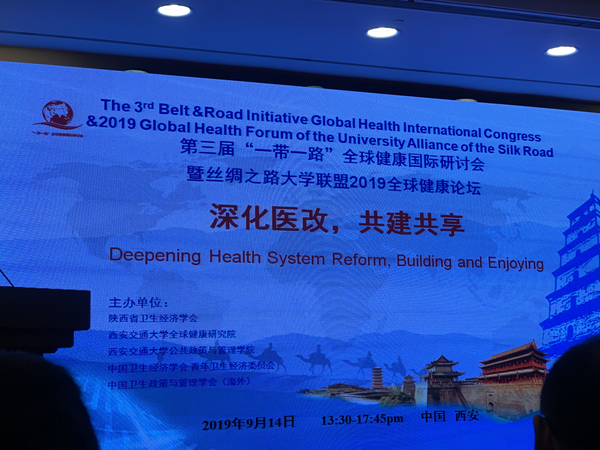 The 3rd Belt &Road Initiative Global Health International Congress
&2019 Global Health Forum of the University Alliance of the Silk Road
第三届“一带一路”全球健康国际研讨会
暨丝绸之路大学联盟2019全球健康论坛
深化医改，共建共享
Deepening Health System Reform, Building and Enjoying
主办单位：
陕西省卫生经济学会
西安交通大学全球健康研究院
西安交通大学公共政策与管理学院
中国卫生经济学会青年卫生经济委员会
中国卫生政策与管理学会（海外）
2019年9月14日 13:30-17:45pm 中国 西安